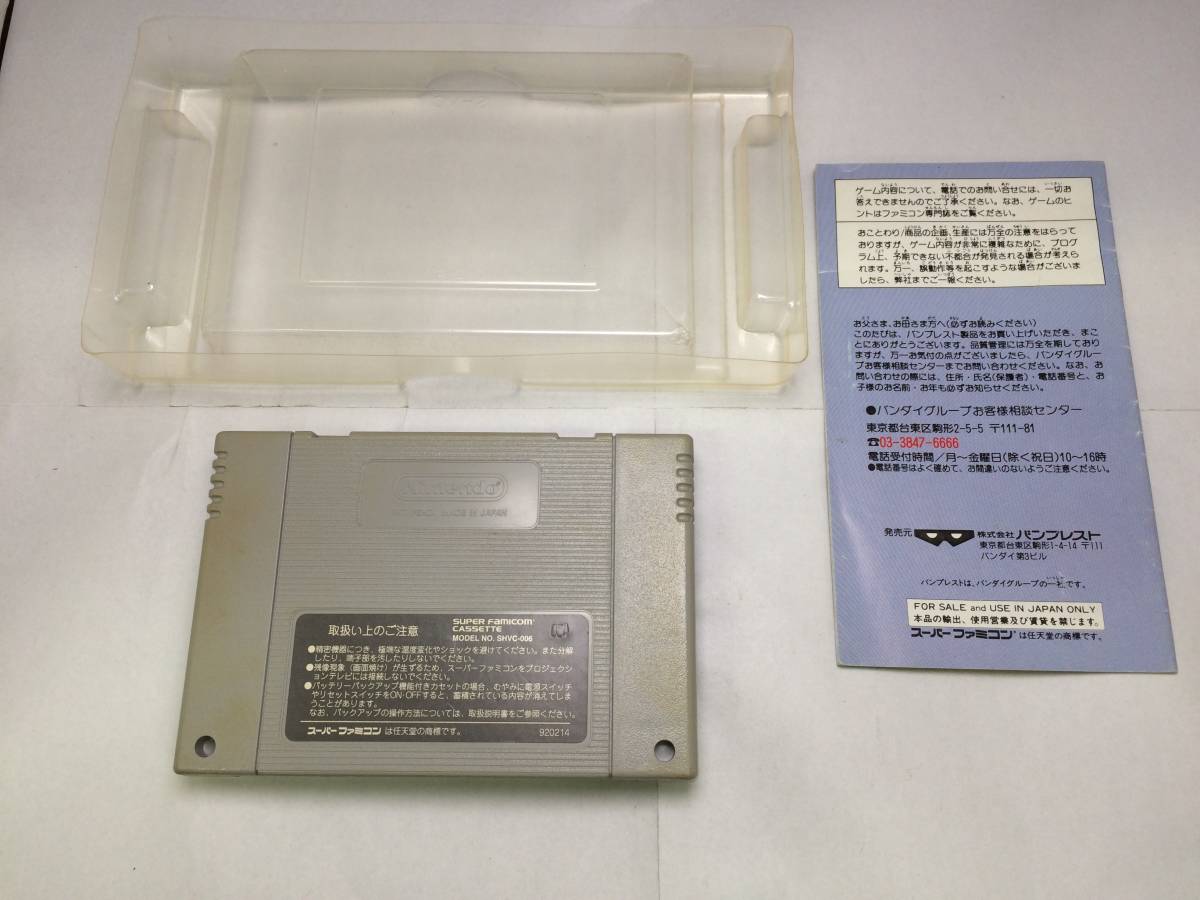 ゲーム内容について、電話でのお問い合せには、一切お
答えできませんのでご了承ください。なお、ゲームのヒ
ントはファミコン専門誌をご覧ください。
おことわり/商品の企画、生産には万全の注意をはらって
おりますが、ゲーム内容が非常に複雑なために、プログ
ラム上、予期できない不都合が発見される場合が考えら
れます。万一、誤動作等を起こすような場合がございま
したら、弊社までご一報ください。
お父さま、お母さま方へ(必ずお読みください)
このたびは、バンプレスト製品をお買い上げいただき、まこ
とにありがとうございます。品質管理には万全を期しており
ますが、万一お気付の点がございましたら、バンダイグルー
プお客様相談センターまでお問い合わせください。なお、お
問い合わせの際には、住所・氏名(保護者)・電話番号と、お
子様のお名前・お年も必ずお知らせください。
●バンダイグループお客様相談センター
東京都台東区駒形2-5-5 〒111-81
☎03-3847-6666
電話受付時間/月〜金曜日(除く祝日)10〜16時
●電話番号はよく確めて、お間違いのないようご注意ください。
発売元 株式会社 バンプレスト
東京都台東区駒形1-4-14 〒111
バンダイ第3ビル
バンプレストは、バンダイグループの一社です。
FOR SALE and USE IN JAPAN ONLY
本品の輸出、使用営業及び賃貸を禁じます。
スーパーファミコン®は任天堂の商標です。
Nintendo®
MADE IN JAPAN
取扱い上のご注意
SUPER FAMICOM
CASSETTE
MODEL NO. SHVC-006
●精密機器につき、極端な温度変化やショックを避けてください。また分解
したり、端子部を汚したりしないでください。
●残像現象(画面焼け)が生ずるため、スーパーファミコンをプロジェクシ
ョンテレビには接続しないでください。
●バッテリーバックアップ機能付きカセットの場合、むやみに電源スイッチ
やリセットスイッチをON・OFFすると、蓄積されている内容が消えてしま
うことがあります。
なお、バックアップの操作方法については、取扱説明書をご参照ください。
スーパーファミコン は任天堂の商標です。
920214